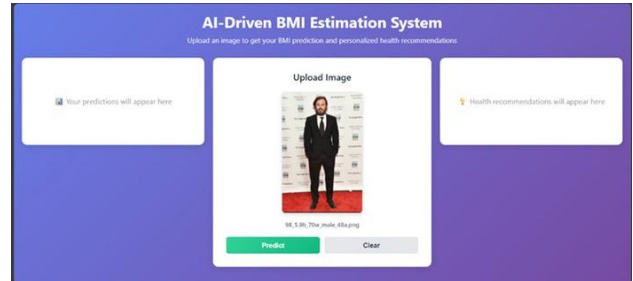 AI-Driven BMI Estimation System
Upload an image to get your BMI prediction and personalized health recommendations
Your predictions will appear here
Upload Image
Health recommendations will appear here
98_5.9h_70w_male_48a.png
Predict
Clear